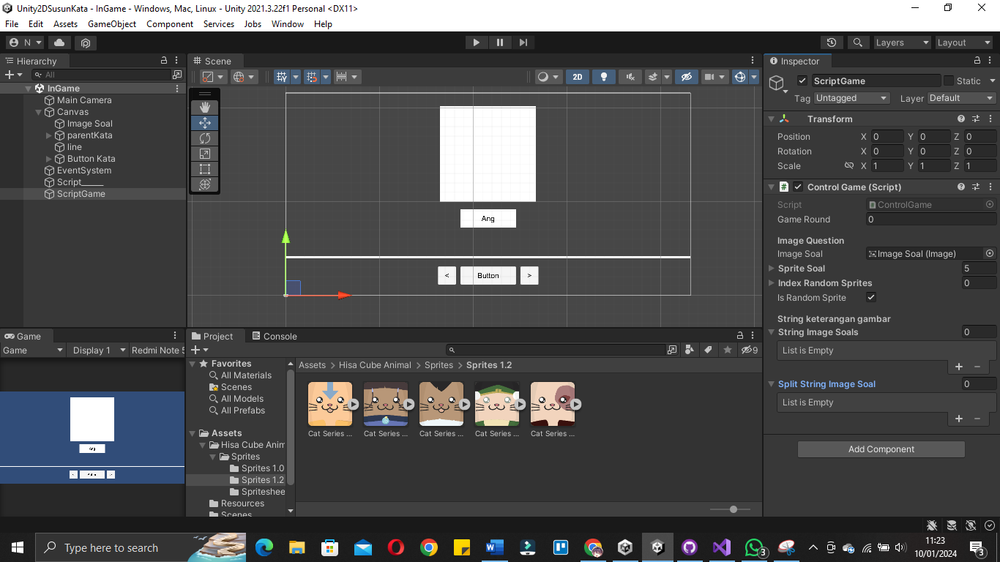 Unity2DSusunKata - InGame - Windows, Mac, Linux - Unity 2021.3.22f1 Personal <DX11>
File Edit Assets GameObject Component Services Jobs Window Help
N Layers Layout
Hierarchy
All
InGame
Main Camera
Canvas
Image Soal
parentKata
line
Button Kata
EventSystem
Script_____
ScriptGame
Scene
2D
Ang
< Button >
Inspector
ScriptGame Static
Tag Untagged Layer Default
Transform
Position X 0 Y 0 Z 0
Rotation X 0 Y 0 Z 0
Scale X 1 Y 1 Z 1
Control Game (Script)
Script ControlGame
Game Round 0
Image Question
Image Soal Image Soal (Image)
Sprite Soal 5
Index Random Sprites 0
Is Random Sprite
String keterangan gambar
String Image Soals 0
List is Empty
+ −
Split String Image Soal 0
List is Empty
+ −
Add Component
Game
Game Display 1 Redmi Note 5
Ang
Project Console
9
Favorites
All Materials
Scenes
All Models
All Prefabs
Assets
Hisa Cube Anim
Sprites
Sprites 1.0
Sprites 1.2
Spriteshee
Resources
Scenes
Assets > Hisa Cube Animal > Sprites > Sprites 1.2
Cat Series ... Cat Series ... Cat Series ... Cat Series ... Cat Series ...
Type here to search
3
11:23
10/01/2024
3